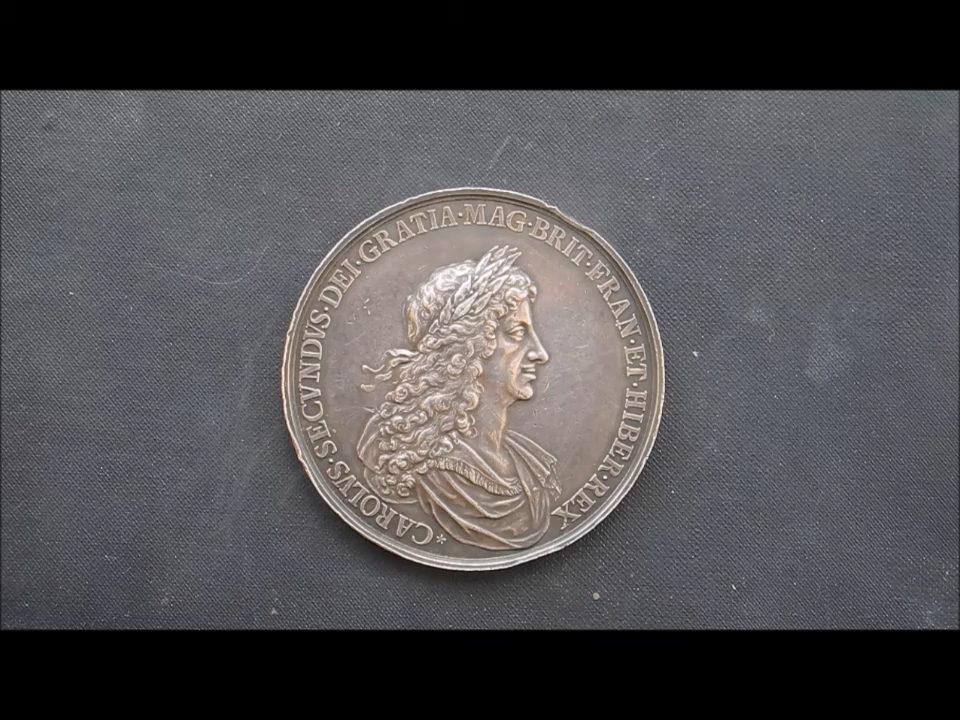 * CAROLVS · SECVNDVS · DEI · GRATIA · MAG · BRIT · FRAN · ET · HIBER · REX